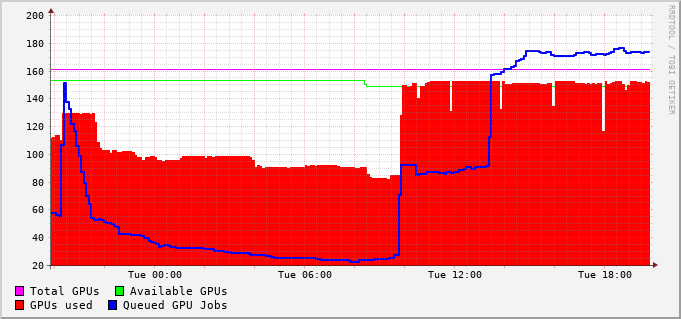 200
180
160
140
120
100
80
60
40
20
Tue 00:00 Tue 06:00 Tue 12:00 Tue 18:00
Total GPUs Available GPUs
GPUs used Queued GPU Jobs
RRDTOOL / TOBI OETIKER